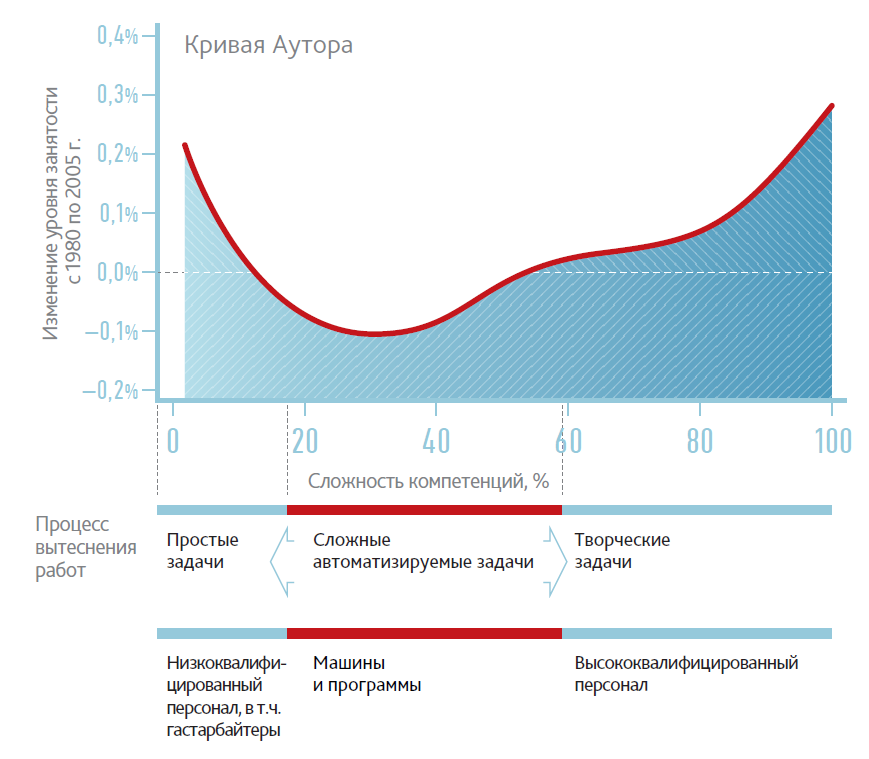 Кривая Аутора
0,4%
0,3%
0,2%
0,1%
0,0%
–0,1%
–0,2%
Изменение уровня занятости
с 1980 по 2005 г.
0 20 40 60 80 100
Сложность компетенций, %
Процесс
вытеснения
работ
Простые
задачи
Сложные
автоматизируемые задачи
Творческие
задачи
Низкоквалифи-
цированный
персонал, в т.ч.
гастарбайтеры
Машины
и программы
Высококвалифицированный
персонал